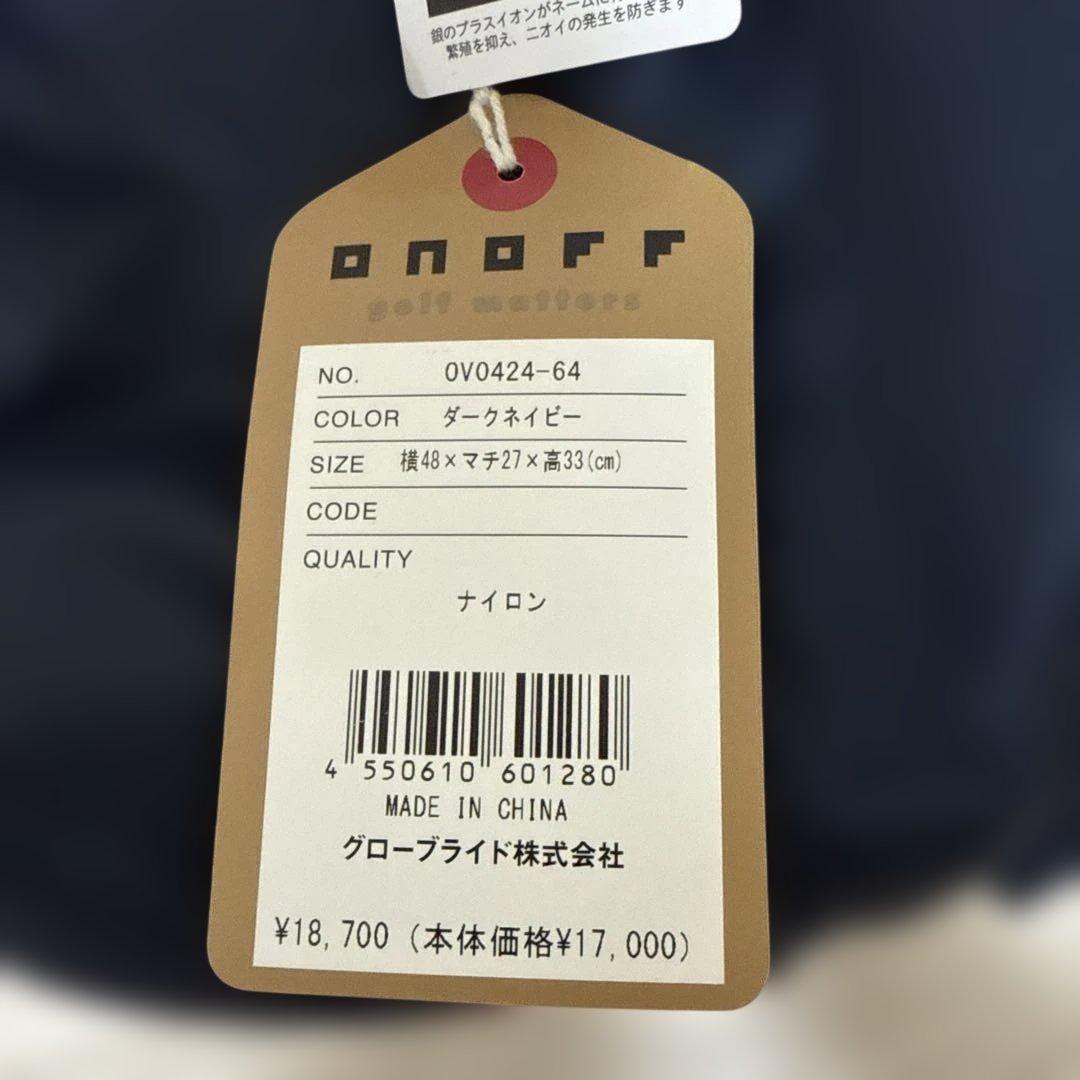 銀のプラスイオンがネームに
繁殖を抑え、ニオイの発生を防ぎます
onoff
golf matters
NO. OV0424-64
COLOR ダークネイビー
SIZE 横48×マチ27×高33(cm)
CODE
QUALITY
ナイロン
4 550610 601280
MADE IN CHINA
グローブライド株式会社
¥18,700 (本体価格¥17,000)